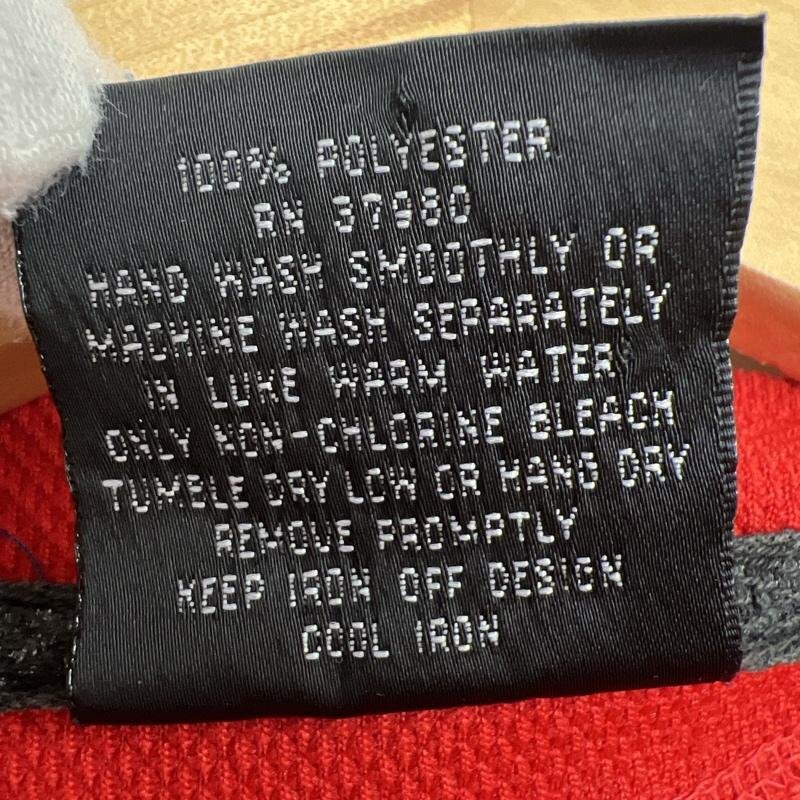 100% POLYESTER
RN 37980
HAND WASH SMOOTHLY OR
MACHINE WASH SEPARATELY
IN LUKE WARM WATER
ONLY NON-CHLORINE BLEACH
TUMBLE DRY LOW OR HANG DRY
REMOVE PROMPTLY
KEEP IRON OFF DESIGN
COOL IRON